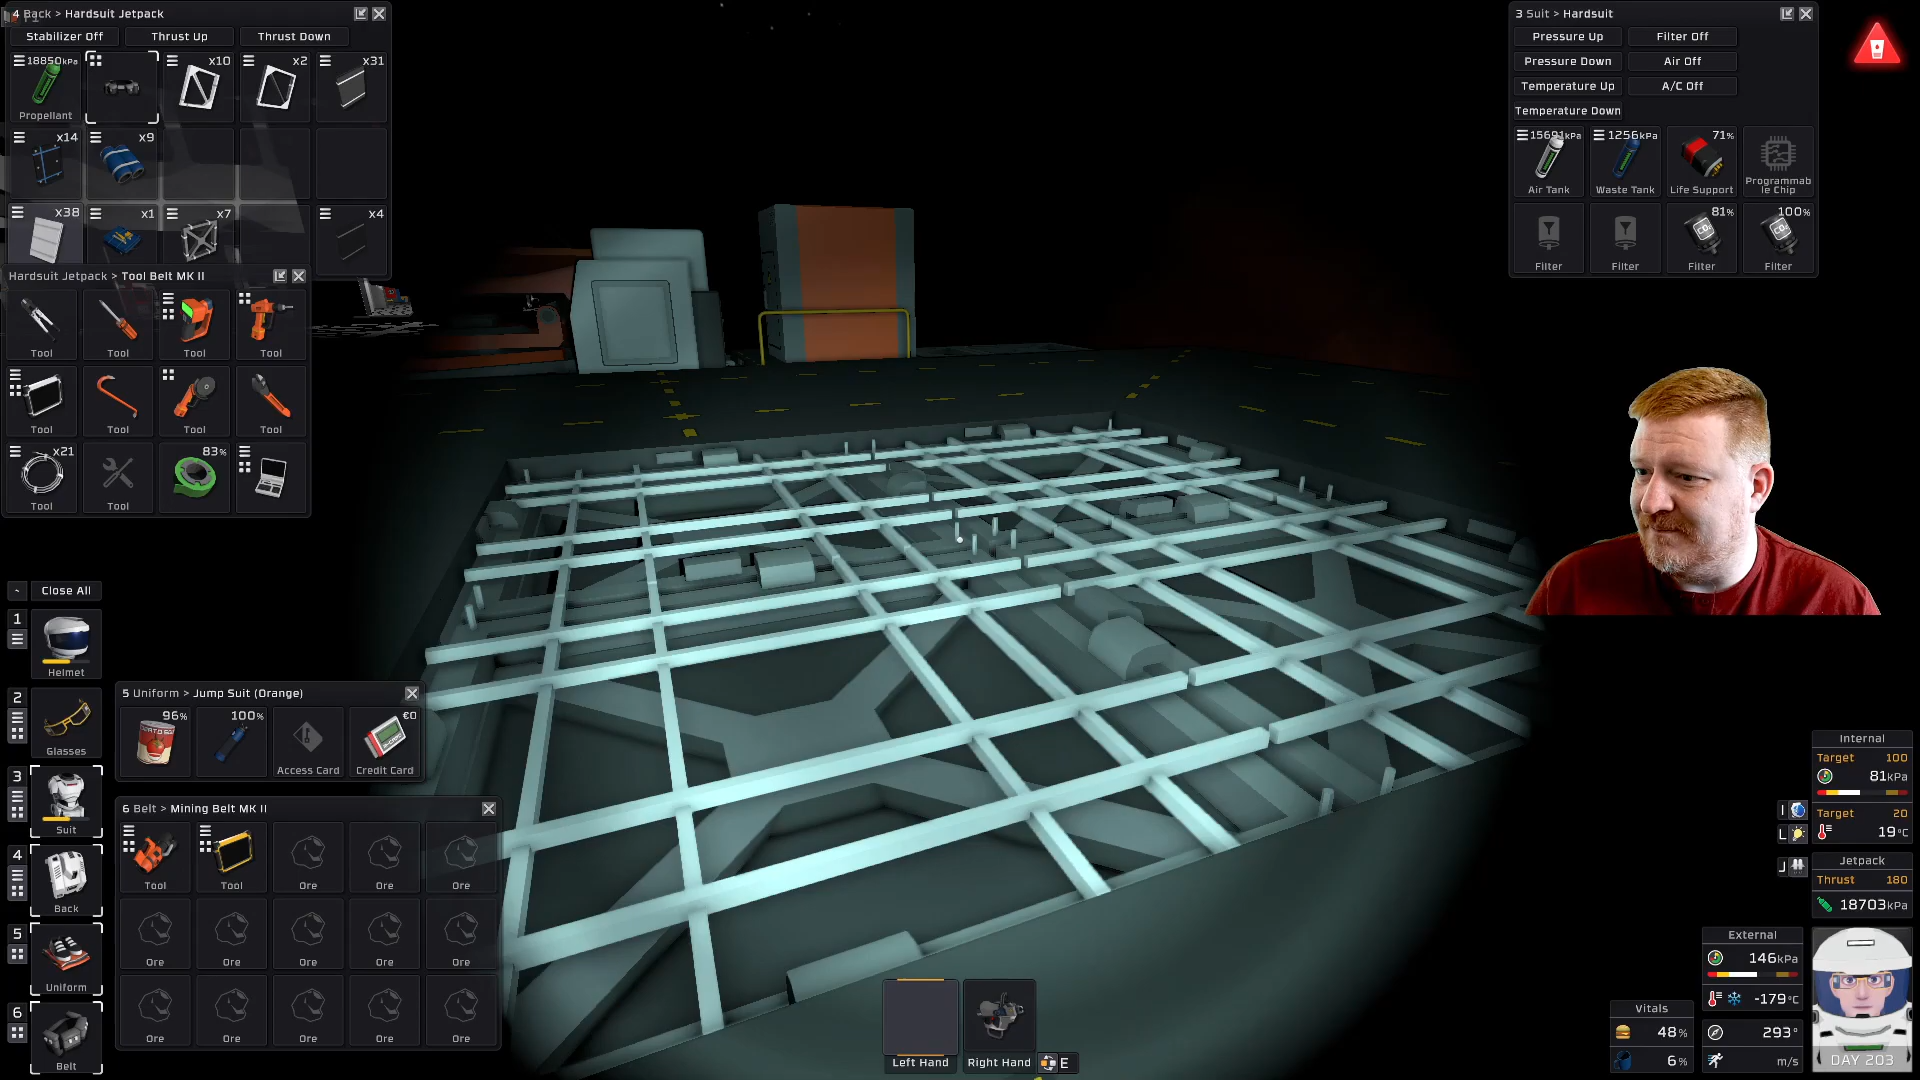 4 Back > Hardsuit Jetpack
Stabilizer Off
Thrust Up
Thrust Down
18850kPa
x10
x2
x31
Propellant
x14
x9
x38
x1
x7
x4
Hardsuit Jetpack > Tool Belt MK II
Tool
Tool
Tool
Tool
Tool
Tool
Tool
Tool
x21
83%
Tool
Tool
~
Close All
1
Helmet
2
Glasses
3
Suit
4
Back
5
Uniform
6
Belt
5 Uniform > Jump Suit (Orange)
96%
100%
€0
Access Card
Credit Card
6 Belt > Mining Belt MK II
Tool
Tool
Ore
Ore
Ore
Ore
Ore
Ore
Ore
Ore
Ore
Ore
Ore
Ore
Ore
Left Hand
Right Hand
E
3 Suit > Hardsuit
Pressure Up
Filter Off
Pressure Down
Air Off
Temperature Up
A/C Off
Temperature Down
15691kPa
1256kPa
71%
Air Tank
Waste Tank
Life Support
Programmab
le Chip
81%
100%
Filter
Filter
Filter
Filter
Internal
Target 100
81kPa
Target 20
19°C
I
L
J
Jetpack
Thrust 180
18703kPa
External
146kPa
-179°C
Vitals
48%
6%
293°
m/s
DAY 203